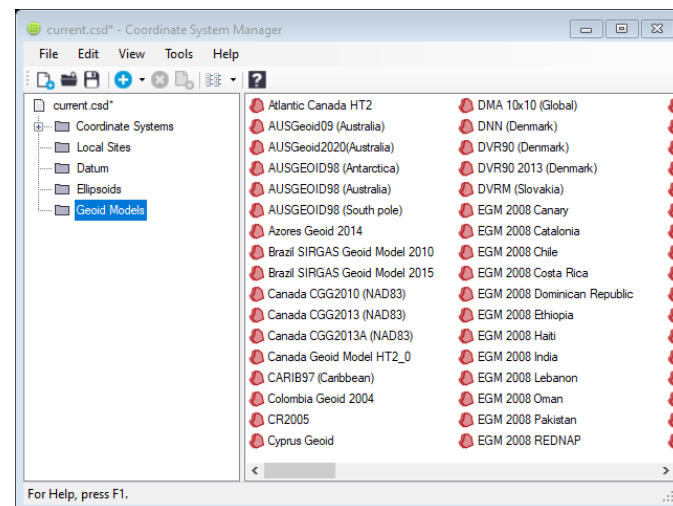 current.csd* - Coordinate System Manager
File Edit View Tools Help
current.csd*
Coordinate Systems
Local Sites
Datum
Ellipsoids
Geoid Models
Atlantic Canada HT2
AUSGeoid09 (Australia)
AUSGeoid2020(Australia)
AUSGEOID98 (Antarctica)
AUSGEOID98 (Australia)
AUSGEOID98 (South pole)
Azores Geoid 2014
Brazil SIRGAS Geoid Model 2010
Brazil SIRGAS Geoid Model 2015
Canada CGG2010 (NAD83)
Canada CGG2013 (NAD83)
Canada CGG2013A (NAD83)
Canada Geoid Model HT2_0
CARIB97 (Caribbean)
Colombia Geoid 2004
CR2005
Cyprus Geoid
DMA 10x10 (Global)
DNN (Denmark)
DVR90 (Denmark)
DVR90 2013 (Denmark)
DVRM (Slovakia)
EGM 2008 Canary
EGM 2008 Catalonia
EGM 2008 Chile
EGM 2008 Costa Rica
EGM 2008 Dominican Republic
EGM 2008 Ethiopia
EGM 2008 Haiti
EGM 2008 India
EGM 2008 Lebanon
EGM 2008 Oman
EGM 2008 Pakistan
EGM 2008 REDNAP
For Help, press F1.